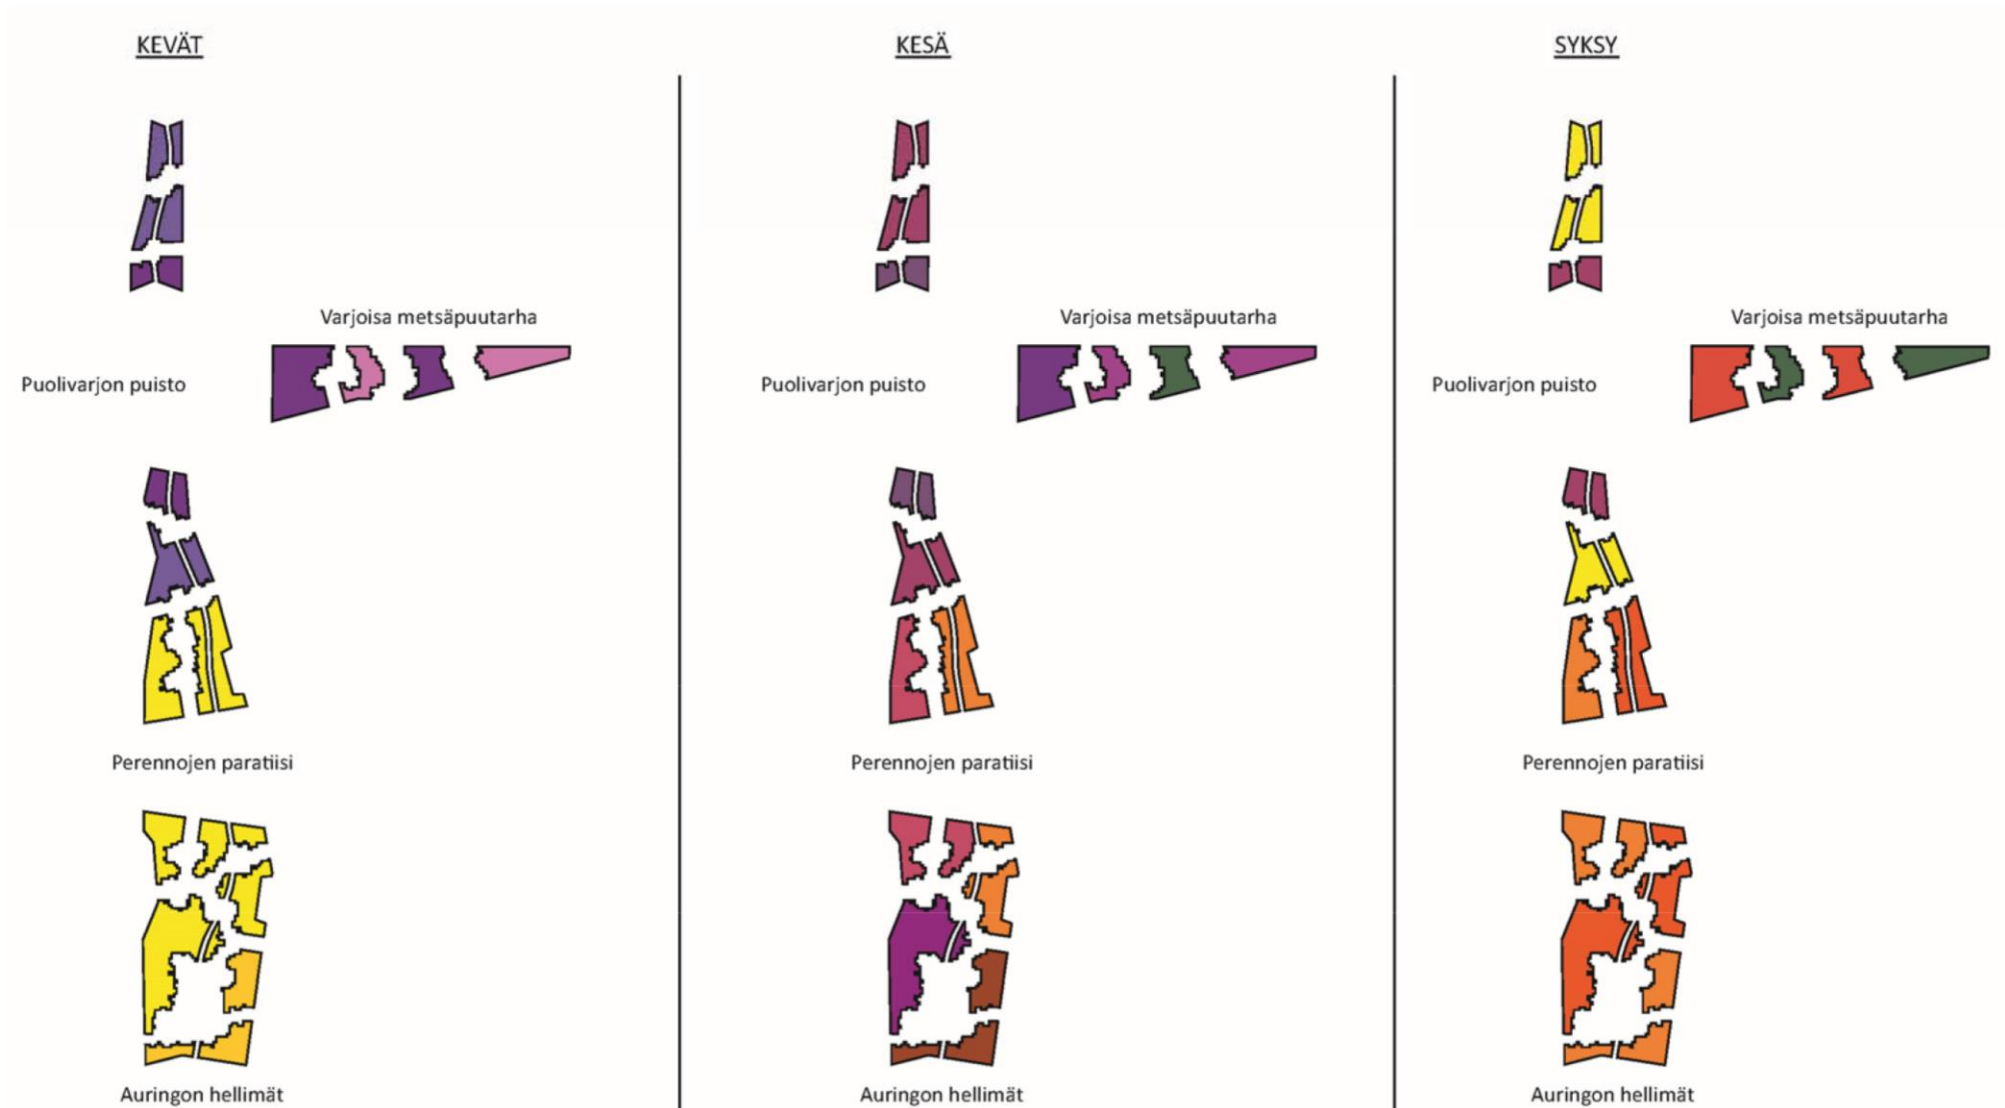 KEVÄT
KESÄ
SYKSY
Varjoisa metsäpuutarha
Varjoisa metsäpuutarha
Varjoisa metsäpuutarha
Puolivarjon puisto
Puolivarjon puisto
Puolivarjon puisto
Perennojen paratiisi
Perennojen paratiisi
Perennojen paratiisi
Auringon hellimät
Auringon hellimät
Auringon hellimät